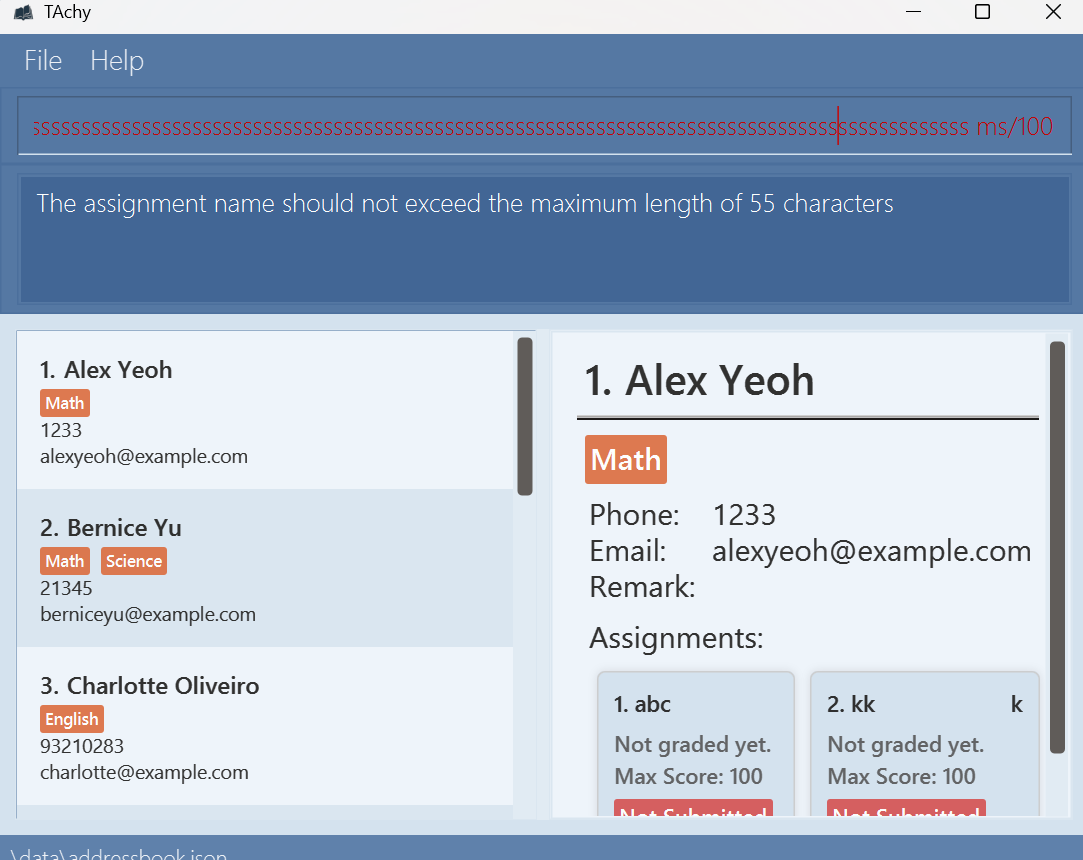 TAchy
File Help
ssssssssssssssssssssssssssssssssssssssssssssssssssssssssssssssssssssssssssssssssssssssssssssss ms/100
The assignment name should not exceed the maximum length of 55 characters
1. Alex Yeoh
Math
1233
alexyeoh@example.com
2. Bernice Yu
Math Science
21345
berniceyu@example.com
3. Charlotte Oliveiro
English
93210283
charlotte@example.com
1. Alex Yeoh
Math
Phone: 1233
Email: alexyeoh@example.com
Remark:
Assignments:
1. abc
Not graded yet.
Max Score: 100
Not Submitted
2. kk k
Not graded yet.
Max Score: 100
Not Submitted
.\data\addressbook.json